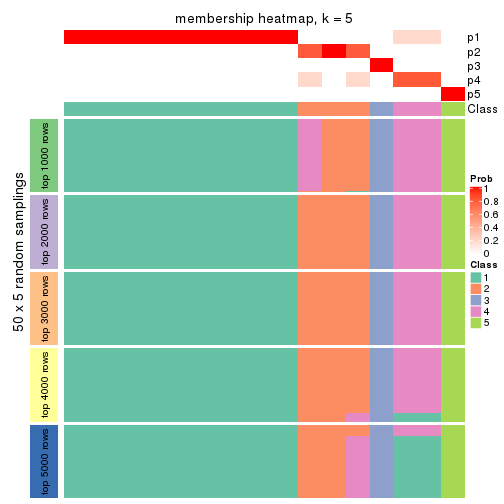 membership heatmap, k = 5
p1
p2
p3
p4
p5
Class
50 x 5 random samplings
top 1000 rows
top 2000 rows
top 3000 rows
top 4000 rows
top 5000 rows
Prob
1
0.8
0.6
0.4
0.2
0
Class
1
2
3
4
5